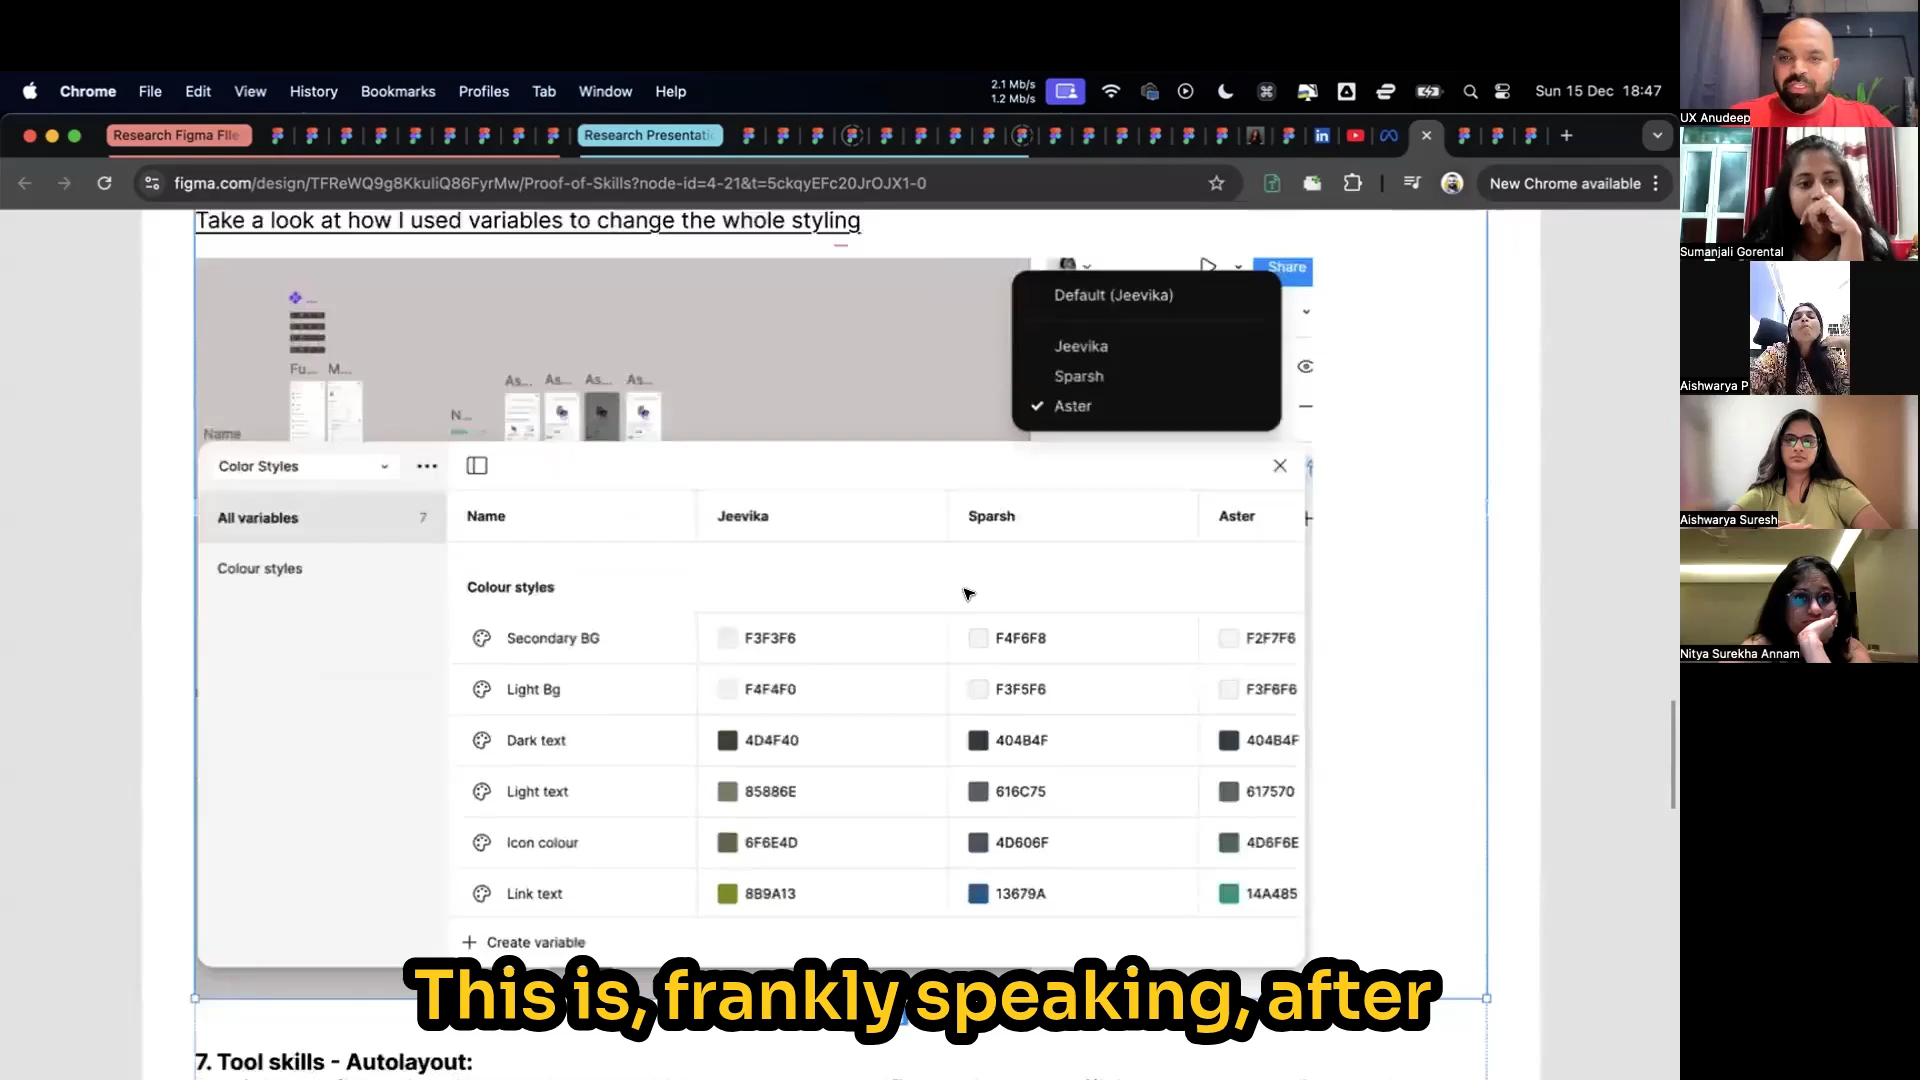 Chrome File Edit View History Bookmarks Profiles Tab Window Help
2.1 Mb/s
1.2 Mb/s
Sun 15 Dec 18:47
Research Figma File
Research Presentati
figma.com/design/TFReWQ9g8KkuliQ86FyrMw/Proof-of-Skills?node-id=4-21&t=5ckqyEFc20JrOJX1-0
New Chrome available
Take a look at how I used variables to change the whole styling
Share
Default (Jeevika)
Jeevika
Sparsh
Aster
Fu... M...
As... As... As... As...
N...
Name
Color Styles
All variables 7
Colour styles
Name Jeevika Sparsh Aster
Colour styles
Secondary BG F3F3F6 F4F6F8 F2F7F6
Light Bg F4F4F0 F3F5F6 F3F6F6
Dark text 4D4F40 404B4F 404B4F
Light text 85886E 616C75 617570
Icon colour 6F6E4D 4D606F 4D6F6E
Link text 8B9A13 13679A 14A485
Create variable
This is, frankly speaking, after
7. Tool skills - Autolayout:
UX Anudeep
Sumanjali Gorental
Aishwarya P
Aishwarya Suresh
Nitya Surekha Annam